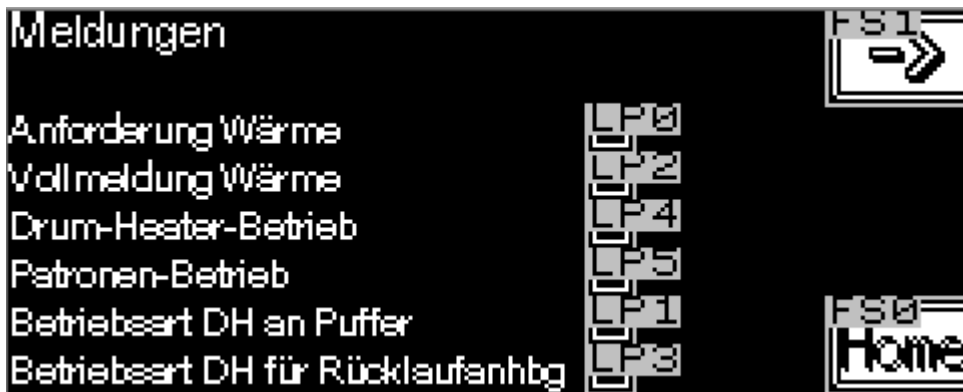 Meldungen FS1
->>
Anforderung Wärme LP0
Vollmeldung Wärme LP2
Drum-Heater-Betrieb LP4
Patronen-Betrieb LP5
Betriebsart DH an Puffer LP1 FS0
Betriebsart DH für Rücklaufanhbg LP3 Home